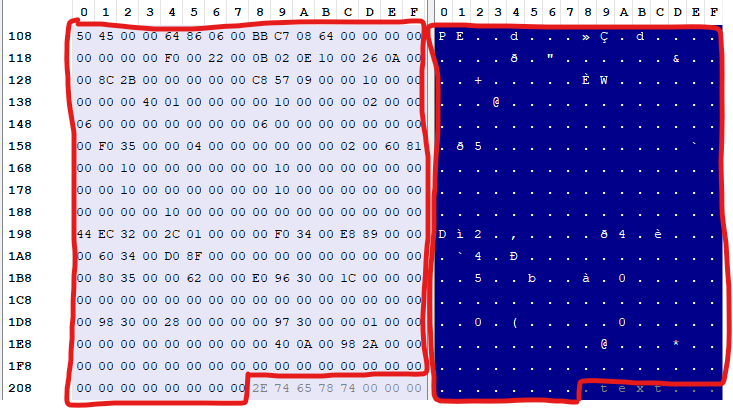 0 1 2 3 4 5 6 7 8 9 A B C D E F 0 1 2 3 4 5 6 7 8 9 A B C D E F
108 50 45 00 00 64 86 06 00 BB C7 08 64 00 00 00 00 P E . . d . . . » Ç . d . . . .
118 00 00 00 00 F0 00 22 00 0B 02 0E 10 00 26 0A 00 . . . . ð . " . . . . . . & . .
128 00 8C 2B 00 00 00 00 00 C8 57 09 00 00 10 00 00 . . + . . . . . È W . . . . . .
138 00 00 00 40 01 00 00 00 00 10 00 00 00 02 00 00 . . . @ . . . . . . . . . . . .
148 06 00 00 00 00 00 00 00 06 00 00 00 00 00 00 00 . . . . . . . . . . . . . . . .
158 00 F0 35 00 00 04 00 00 00 00 00 00 02 00 60 81 . ð 5 . . . . . . . . . . . ` .
168 00 00 10 00 00 00 00 00 00 10 00 00 00 00 00 00 . . . . . . . . . . . . . . . .
178 00 00 10 00 00 00 00 00 00 10 00 00 00 00 00 00 . . . . . . . . . . . . . . . .
188 00 00 00 00 10 00 00 00 00 00 00 00 00 00 00 00 . . . . . . . . . . . . . . . .
198 44 EC 32 00 2C 01 00 00 00 F0 34 00 E8 89 00 00 D ì 2 . , . . . . ð 4 . è . . .
1A8 00 60 34 00 D0 8F 00 00 00 00 00 00 00 00 00 00 . ` 4 . Ð . . . . . . . . . . .
1B8 00 80 35 00 00 62 00 00 E0 96 30 00 1C 00 00 00 . . 5 . . b . . à . 0 . . . . .
1C8 00 00 00 00 00 00 00 00 00 00 00 00 00 00 00 00 . . . . . . . . . . . . . . . .
1D8 00 98 30 00 28 00 00 00 00 97 30 00 00 01 00 00 . . 0 . ( . . . . . 0 . . . . .
1E8 00 00 00 00 00 00 00 00 00 40 0A 00 98 2A 00 00 . . . . . . . . . @ . . . * . .
1F8 00 00 00 00 00 00 00 00 00 00 00 00 00 00 00 00 . . . . . . . . . . . . . . . .
208 00 00 00 00 00 00 00 00 2E 74 65 78 74 00 00 00 . . . . . . . . . t e x t . . .